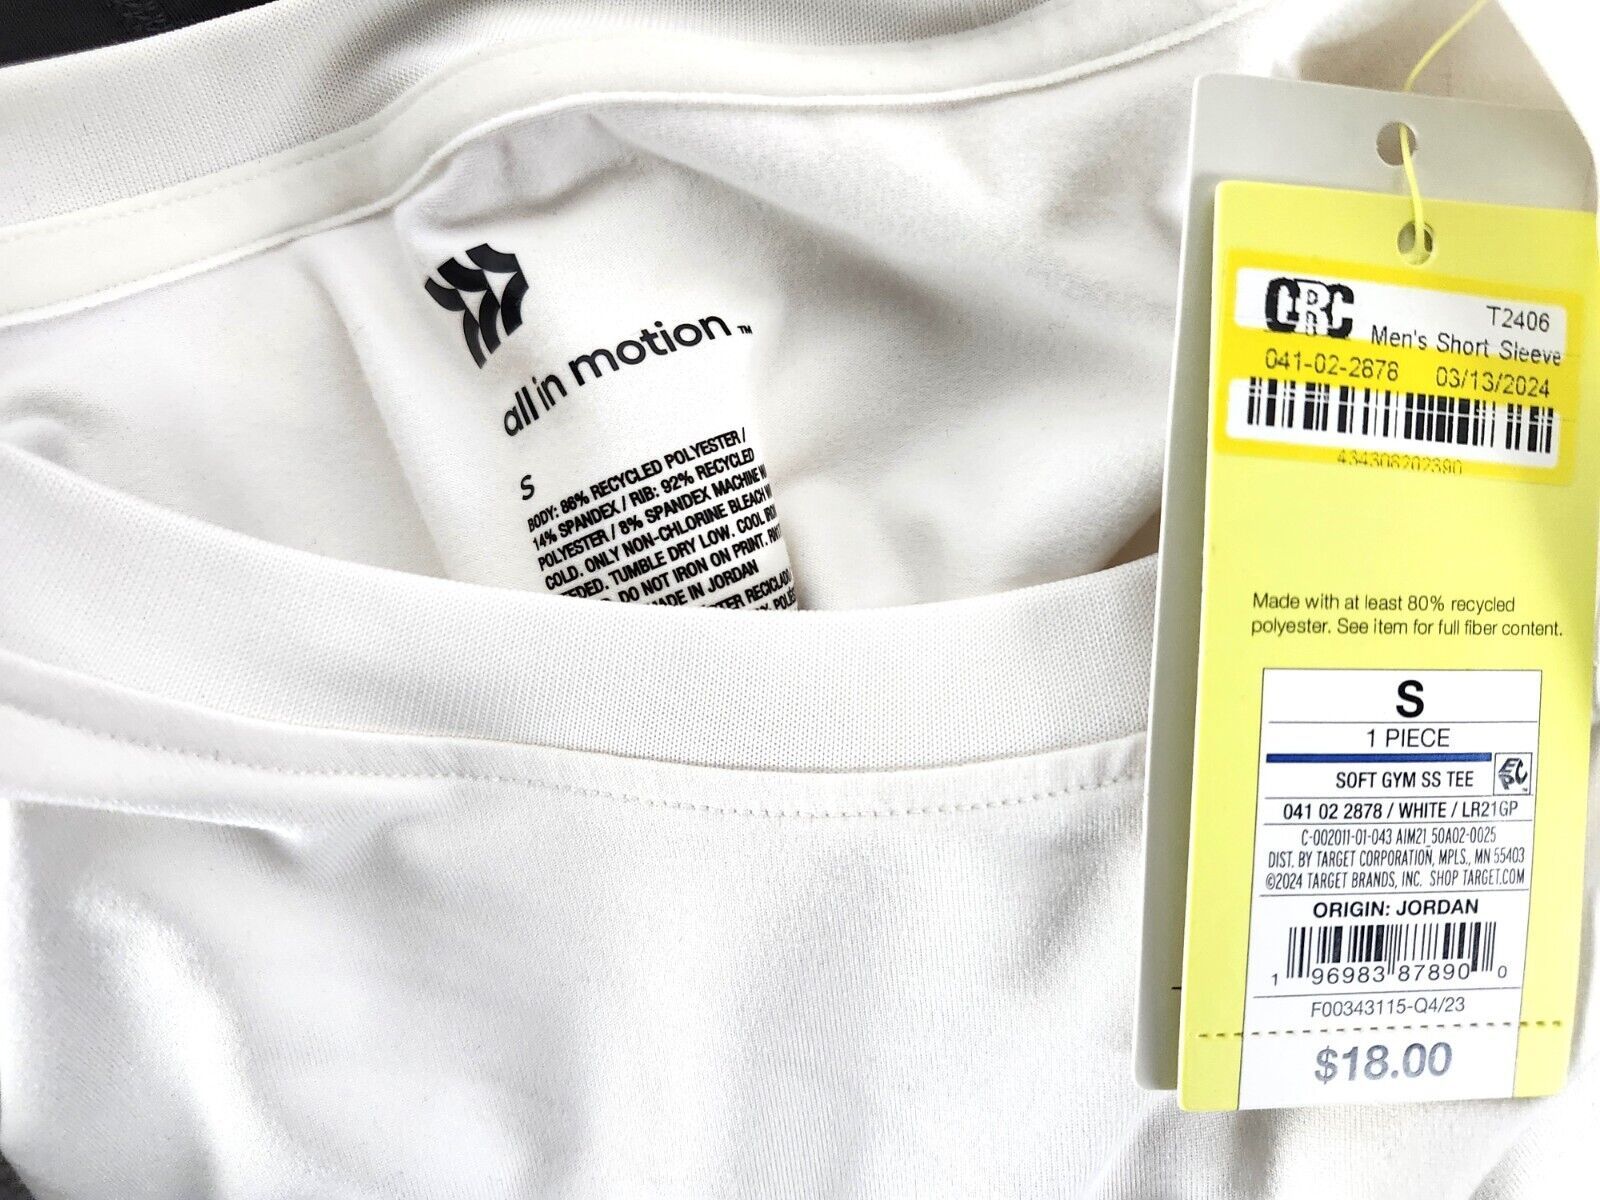 all in motion™
S
BODY: 86% RECYCLED POLYESTER /
14% SPANDEX / RIB: 92% RECYCLED
POLYESTER / 8% SPANDEX MACHINE
COLD. ONLY NON-CHLORINE BLEACH
TUMBLE DRY LOW. COOL IRON
DO NOT IRON ON PRINT.
MADE IN JORDAN
CRC
T2406
Men's Short Sleeve
041-02-2878 03/13/2024
434308202390
Made with at least 80% recycled
polyester. See item for full fiber content.
S
1 PIECE
SOFT GYM SS TEE
EPC™
041 02 2878 / WHITE / LR21GP
C-002011-01-043 AIM21_50A02-0025
DIST. BY TARGET CORPORATION, MPLS., MN 55403
©2024 TARGET BRANDS, INC. SHOP TARGET.COM
ORIGIN: JORDAN
1 96983 87890 0
F00343115-Q4/23
$18.00